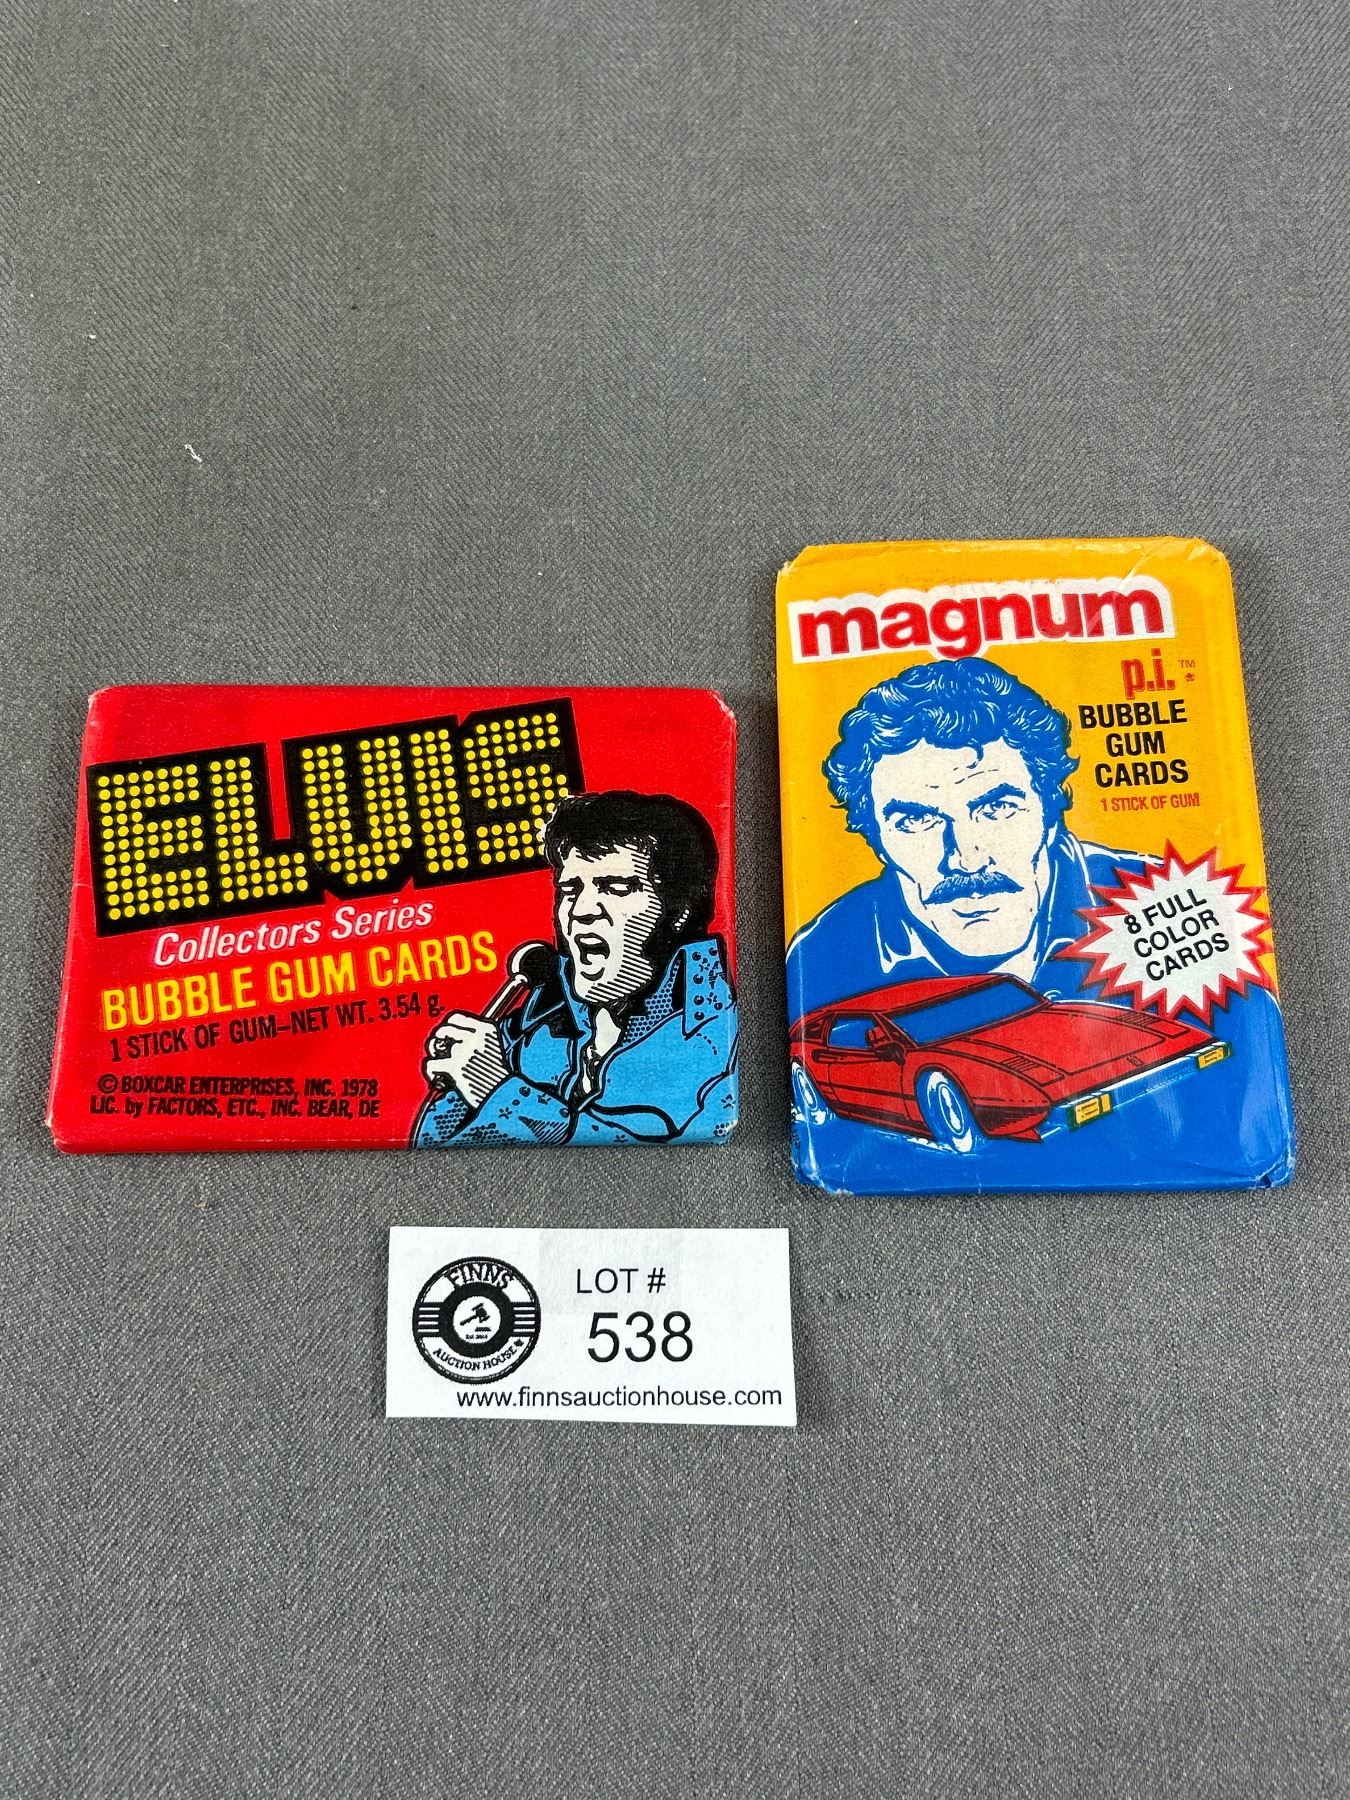 ELVIS
Collectors Series
BUBBLE GUM CARDS
1 STICK OF GUM-NET WT. 3.54 g.
© BOXCAR ENTERPRISES, INC. 1978
LIC. by FACTORS, ETC., INC. BEAR, DE
magnum
p.i.™*
BUBBLE
GUM
CARDS
1 STICK OF GUM
8 FULL
COLOR
CARDS
FINNS
AUCTION HOUSE
LOT #
538
www.finnsauctionhouse.com